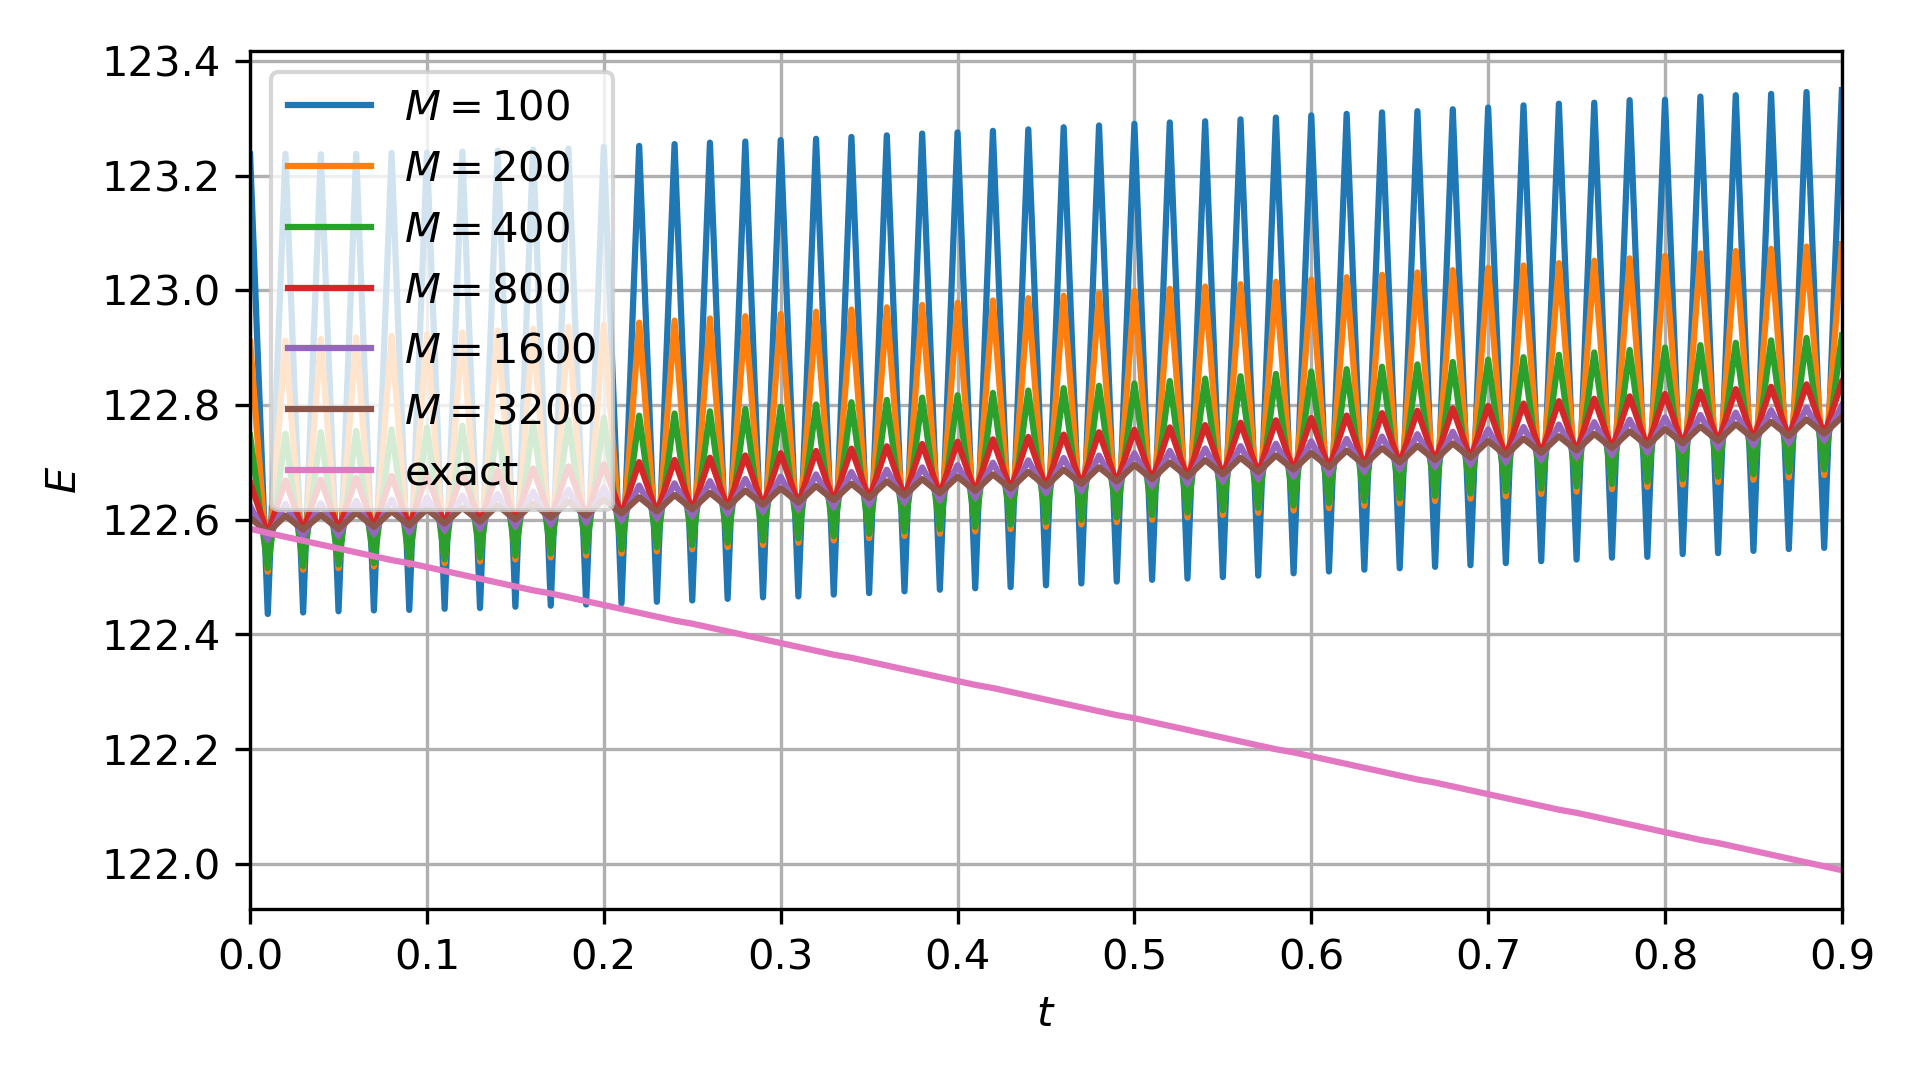 123.4
123.2
123.0
122.8
122.6
122.4
122.2
122.0
E
M = 100
M = 200
M = 400
M = 800
M = 1600
M = 3200
exact
0.0 0.1 0.2 0.3 0.4 0.5 0.6 0.7 0.8 0.9
t